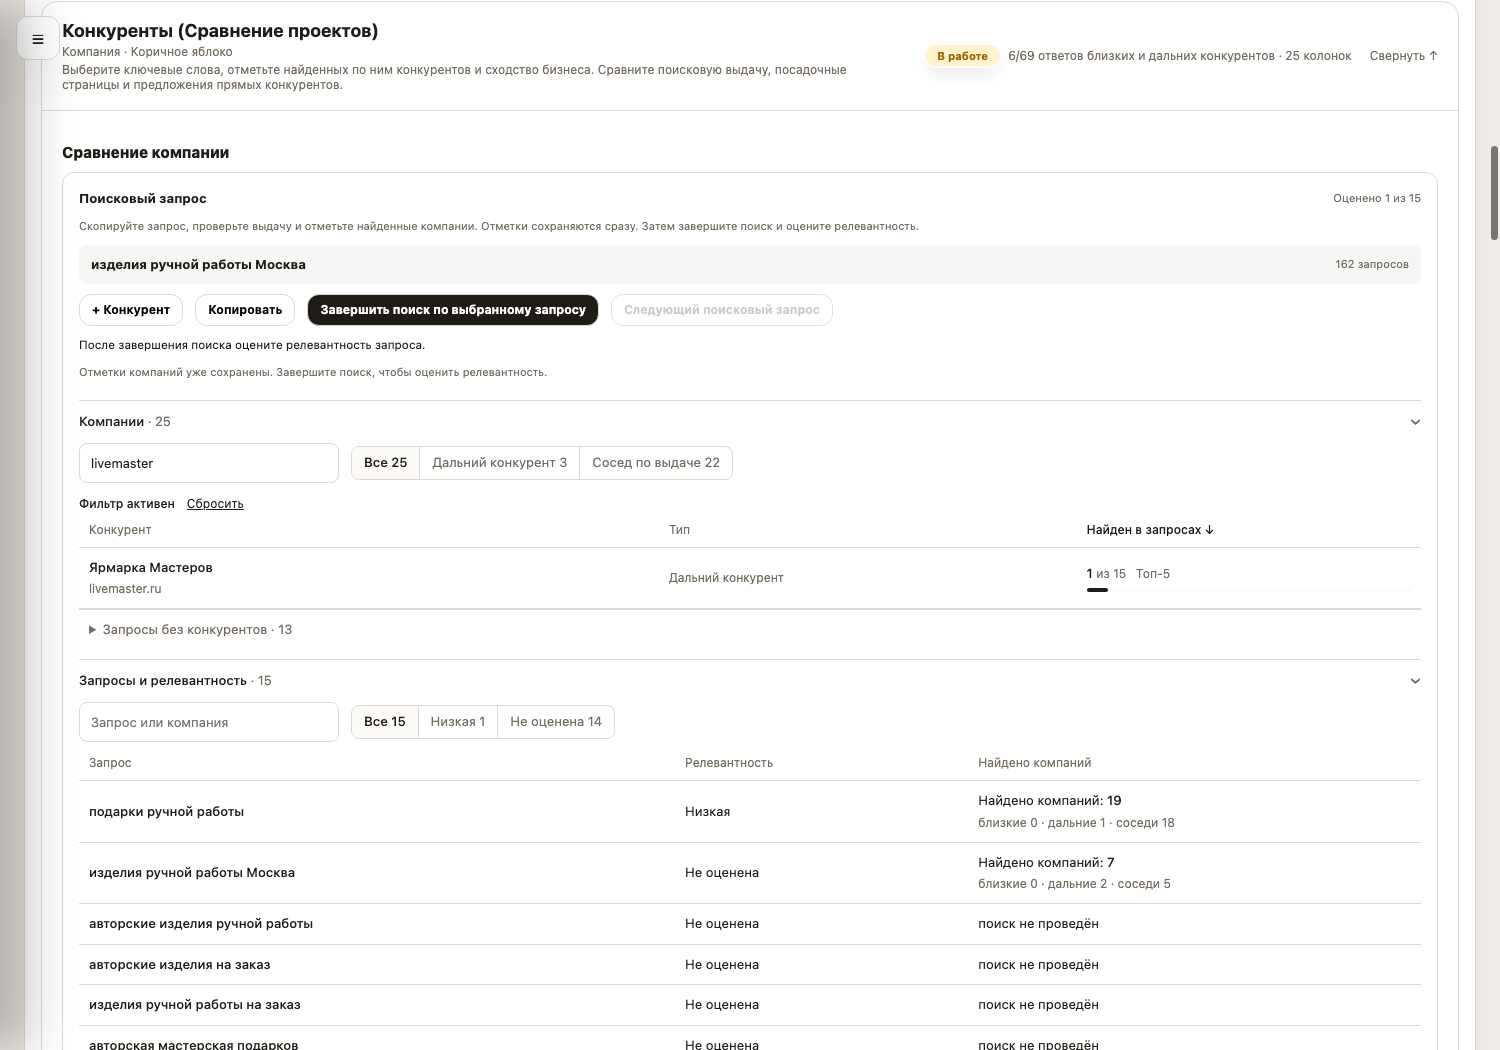 Конкуренты (Сравнение проектов)
Компания · Коричное яблоко
Выберите ключевые слова, отметьте найденных по ним конкурентов и сходство бизнеса. Сравните поисковую выдачу, посадочные
страницы и предложения прямых конкурентов.
В работе
6/69 ответов близких и дальних конкурентов · 25 колонок
Свернуть ↑
Сравнение компании
Поисковый запрос
Оценено 1 из 15
Скопируйте запрос, проверьте выдачу и отметьте найденные компании. Отметки сохраняются сразу. Затем завершите поиск и оцените релевантность.
изделия ручной работы Москва
162 запросов
+ Конкурент
Копировать
Завершить поиск по выбранному запросу
Следующий поисковый запрос
После завершения поиска оцените релевантность запроса.
Отметки компаний уже сохранены. Завершите поиск, чтобы оценить релевантность.
Компании · 25
livemaster
Все 25
Дальний конкурент 3
Сосед по выдаче 22
Фильтр активен
Сбросить
Конкурент
Тип
Найден в запросах ↓
Ярмарка Мастеров
livemaster.ru
Дальний конкурент
1 из 15 Топ-5
▶ Запросы без конкурентов · 13
Запросы и релевантность · 15
Запрос или компания
Все 15
Низкая 1
Не оценена 14
Запрос
Релевантность
Найдено компаний
подарки ручной работы
Низкая
Найдено компаний: 19
близкие 0 · дальние 1 · соседи 18
изделия ручной работы Москва
Не оценена
Найдено компаний: 7
близкие 0 · дальние 2 · соседи 5
авторские изделия ручной работы
Не оценена
поиск не проведён
авторские изделия на заказ
Не оценена
поиск не проведён
изделия ручной работы на заказ
Не оценена
поиск не проведён
авторская мастерская подарков
Не оценена
поиск не проведён